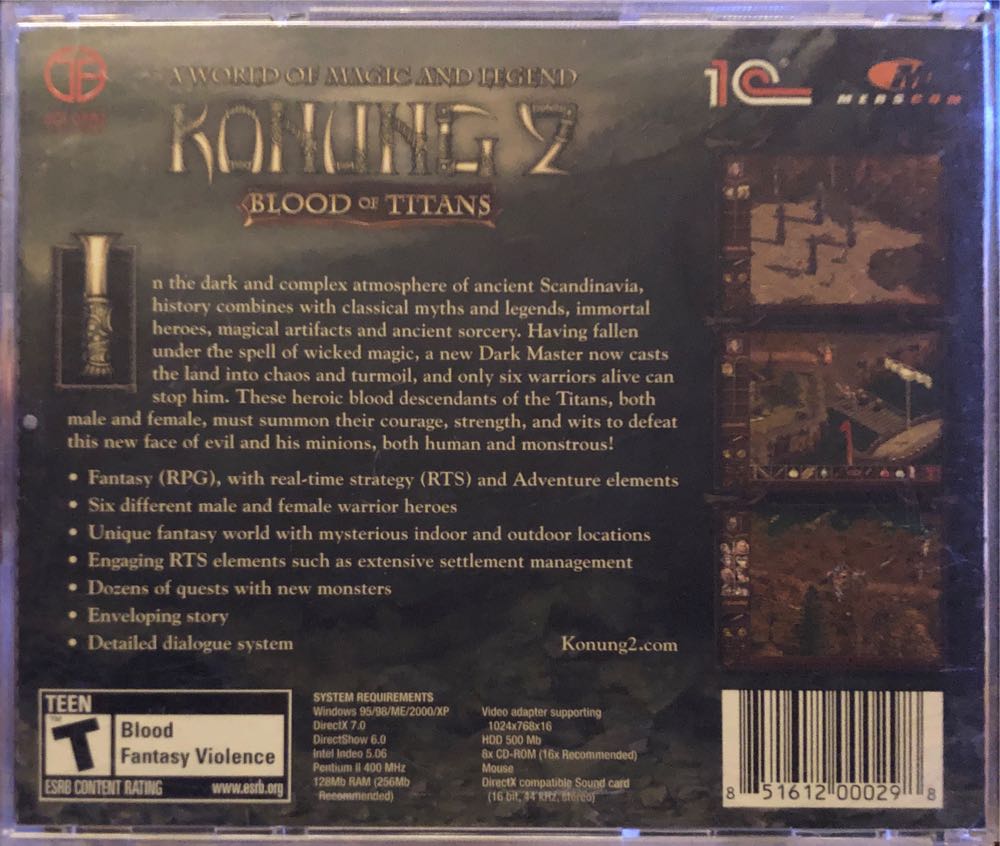 A WORLD OF MAGIC AND LEGEND
KONUNG 2
BLOOD OF TITANS
1C
MERSCOM
In the dark and complex atmosphere of ancient Scandinavia,
history combines with classical myths and legends, immortal
heroes, magical artifacts and ancient sorcery. Having fallen
under the spell of wicked magic, a new Dark Master now casts
the land into chaos and turmoil, and only six warriors alive can
stop him. These heroic blood descendants of the Titans, both
male and female, must summon their courage, strength, and wits to defeat
this new face of evil and his minions, both human and monstrous!
• Fantasy (RPG), with real-time strategy (RTS) and Adventure elements
• Six different male and female warrior heroes
• Unique fantasy world with mysterious indoor and outdoor locations
• Engaging RTS elements such as extensive settlement management
• Dozens of quests with new monsters
• Enveloping story
• Detailed dialogue system
Konung2.com
TEEN
T™
Blood
Fantasy Violence
ESRB CONTENT RATING www.esrb.org
SYSTEM REQUIREMENTS
Windows 95/98/ME/2000/XP
DirectX 7.0
DirectShow 6.0
Intel Indeo 5.06
Pentium II 400 MHz
128Mb RAM (256Mb
Recommended)
Video adapter supporting
1024x768x16
HDD 500 Mb
8x CD-ROM (16x Recommended)
Mouse
DirectX compatible Sound card
(16 bit, 44 KHz, stereo)
8 51612 00029 8